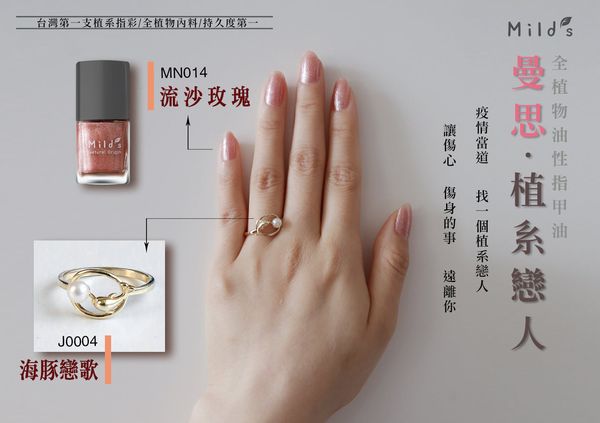 台灣第一支植系指彩/全植物內料/持久度第一
Mild's
MN014
流沙玫瑰
Mild's
Natural Origin
全植物油性指甲油
曼思·植系戀人
疫情當道 找一個植系戀人
讓傷心 傷身的事 遠離你
J0004
海豚戀歌